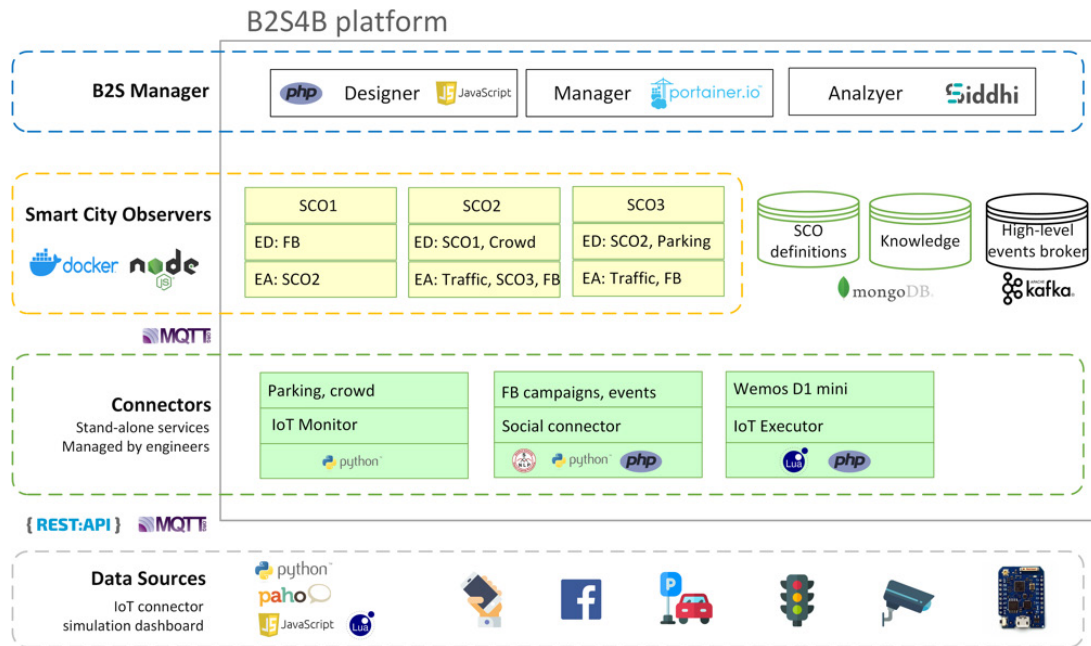 B2S4B platform
B2S Manager
php Designer JS JavaScript
Manager portainer.io
Analzyer Siddhi
Smart City Observers
docker node JS
SCO1
ED: FB
EA: SCO2
SCO2
ED: SCO1, Crowd
EA: Traffic, SCO3, FB
SCO3
ED: SCO2, Parking
EA: Traffic, FB
SCO
definitions
Knowledge
mongoDB
High-level
events broker
kafka
MQTT
Connectors
Stand-alone services
Managed by engineers
Parking, crowd
IoT Monitor
python
FB campaigns, events
Social connector
NLP python php
Wemos D1 mini
IoT Executor
Lua php
{ REST:API } MQTT
Data Sources
IoT connector
simulation dashboard
python
paho
JS JavaScript Lua
P